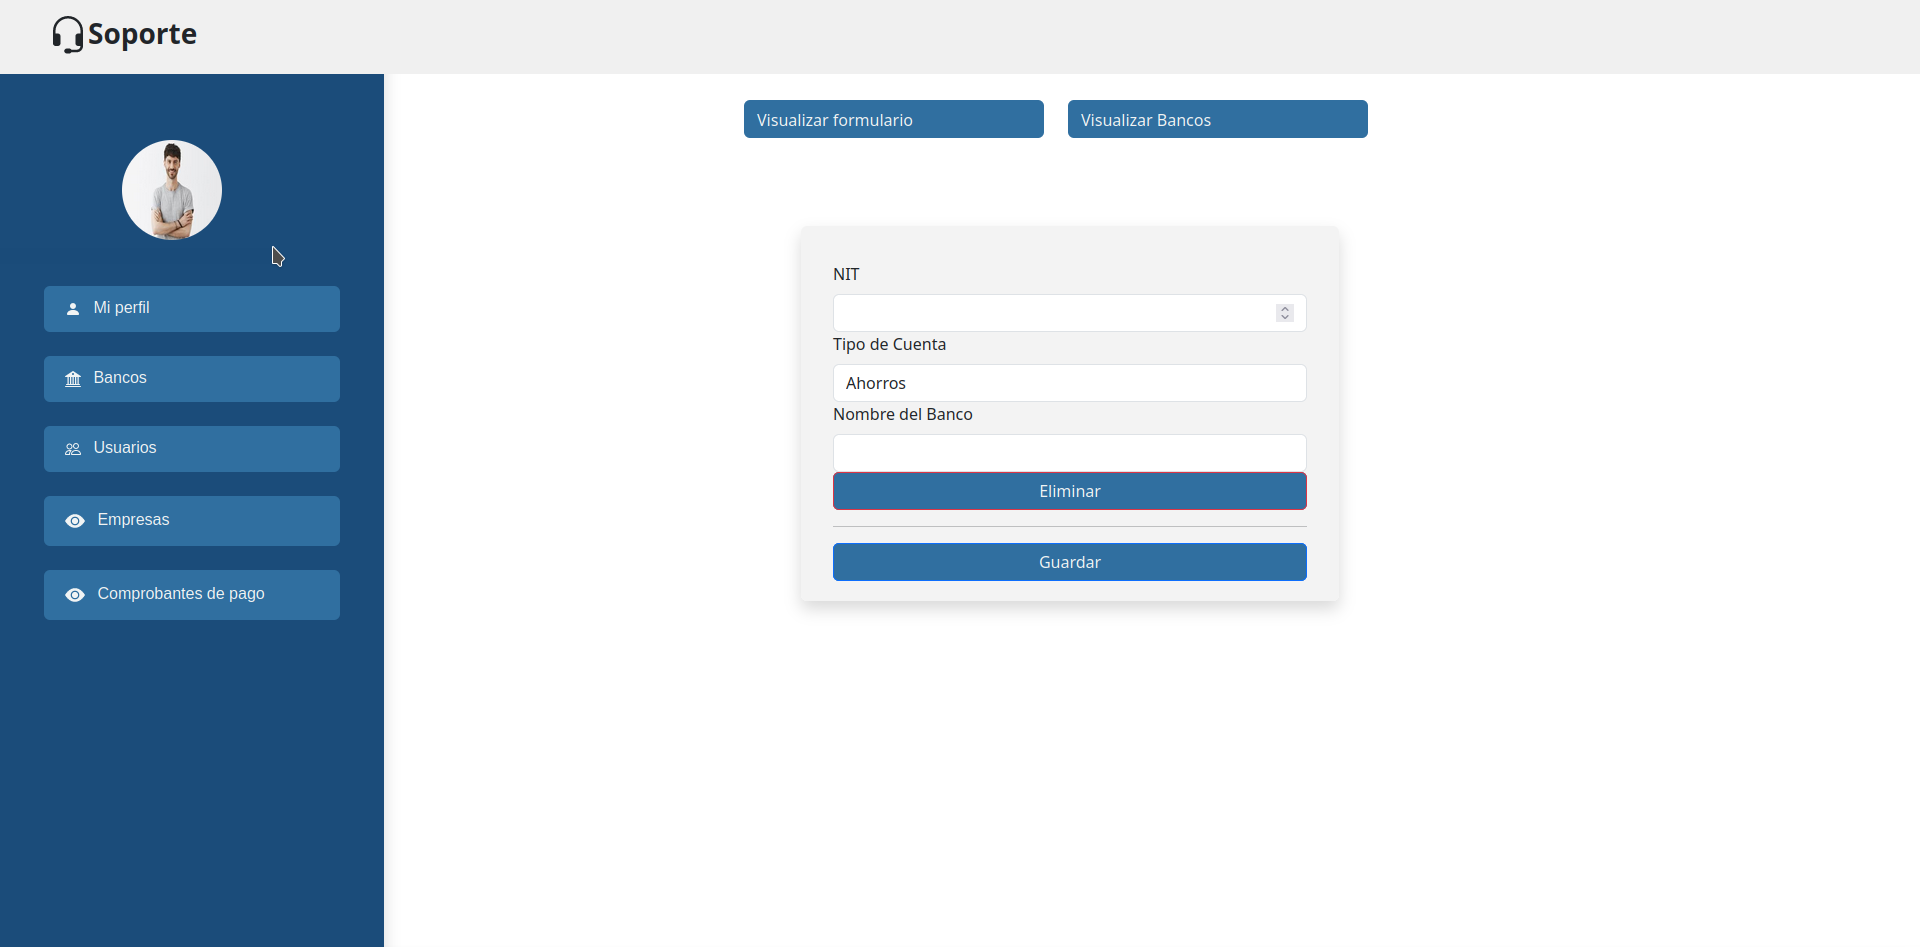 Soporte
Visualizar formulario
Visualizar Bancos
Mi perfil
Bancos
Usuarios
Empresas
Comprobantes de pago
NIT
Tipo de Cuenta
Ahorros
Nombre del Banco
Eliminar
Guardar